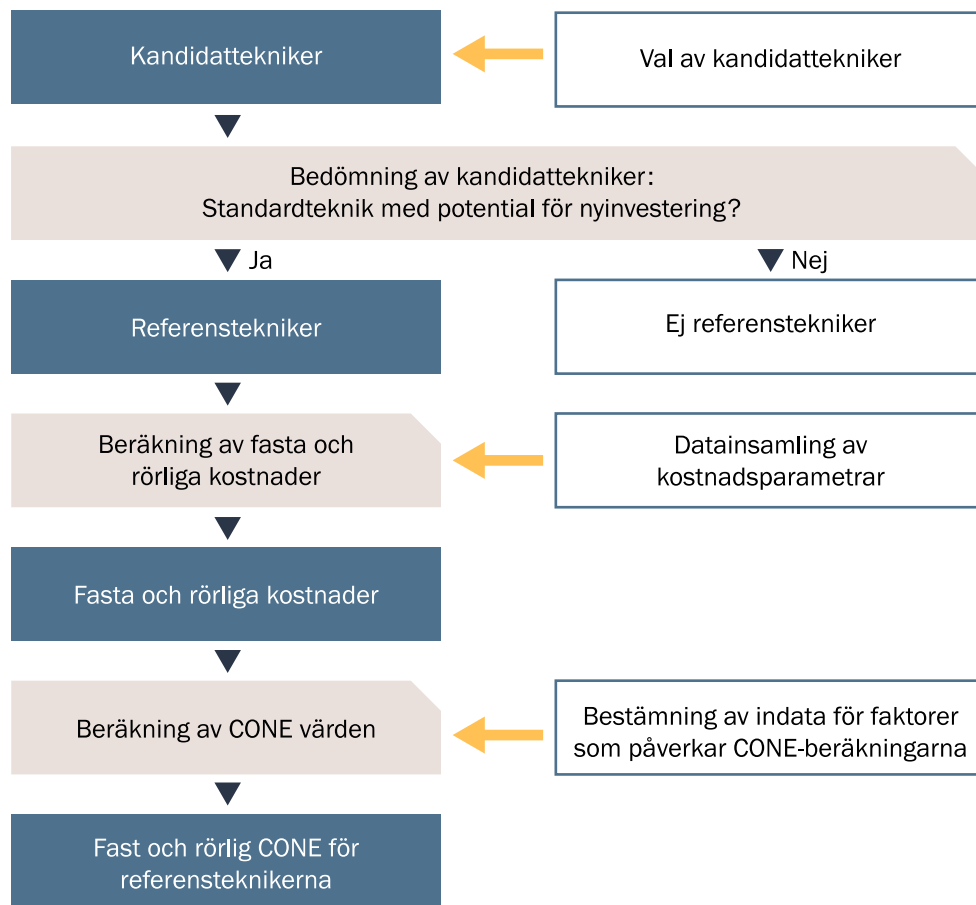 Kandidattekniker
Val av kandidattekniker
Bedömning av kandidattekniker:
Standardteknik med potential för nyinvestering?
Ja
Nej
Referenstekniker
Ej referenstekniker
Beräkning av fasta och
rörliga kostnader
Datainsamling av
kostnadsparametrar
Fasta och rörliga kostnader
Beräkning av CONE värden
Bestämning av indata för faktorer
som påverkar CONE-beräkningarna
Fast och rörlig CONE för
referensteknikerna